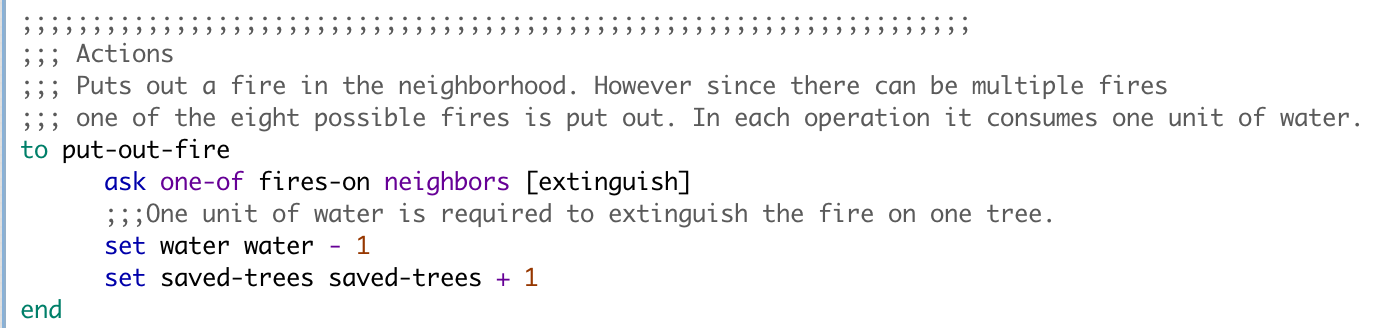 ;;;;;;;;;;;;;;;;;;;;;;;;;;;;;;;;;;;;;;;;;;;;;;;;;;;;;;;;;;;;;;;;;;;;
;;; Actions
;;; Puts out a fire in the neighborhood. However since there can be multiple fires
;;; one of the eight possible fires is put out. In each operation it consumes one unit of water.
to put-out-fire
      ask one-of fires-on neighbors [extinguish]
      ;;;One unit of water is required to extinguish the fire on one tree.
      set water water - 1
      set saved-trees saved-trees + 1
end